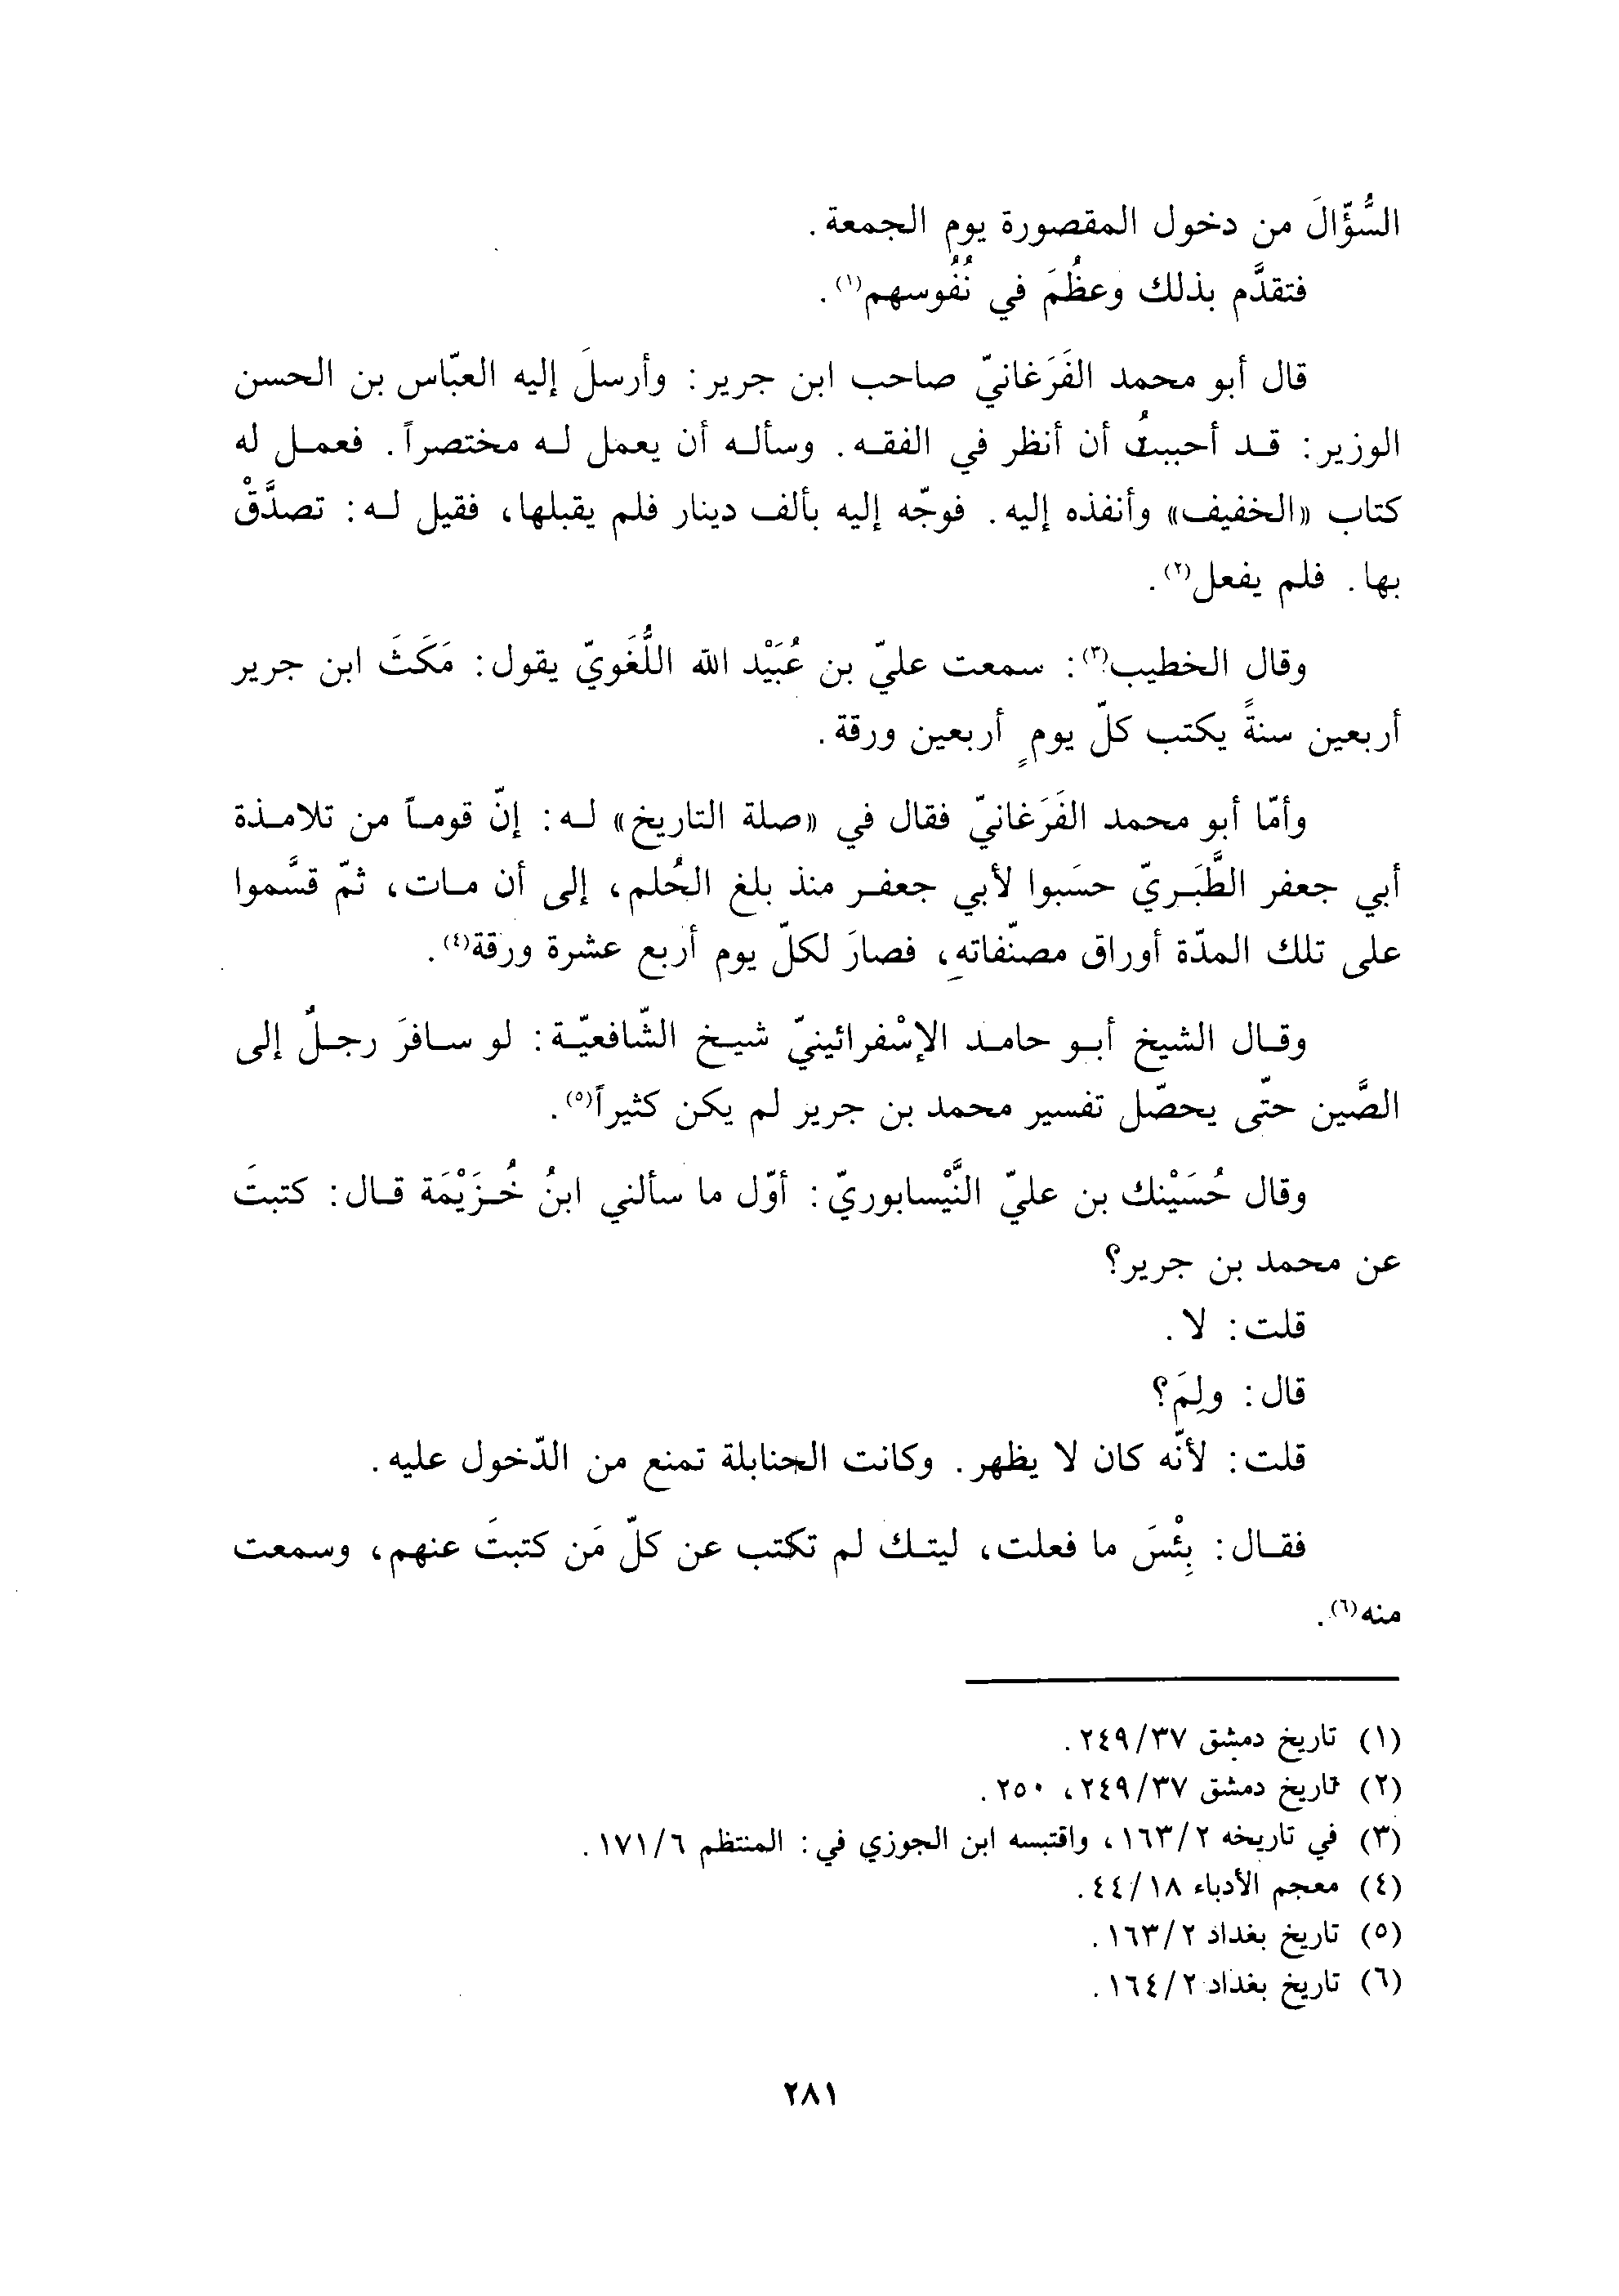 السُّؤّالَ من دخول المقصورة يوم الجمعة.
فتقدَّم بذلك وعظُمَ في نُفُوسهم(١).
قال أبو محمد الفَرَغانيّ صاحب ابن جرير: وأرسلَ إليه العبّاس بن الحسن
الوزير: قد أحببتُ أن أنظر في الفقه. وسأله أن يعمل له مختصراً. فعمل له
كتاب «الخفيف» وأنفذه إليه. فوجّه إليه بألف دينار فلم يقبلها، فقيل له: تصدَّقْ
بها. فلم يفعل(٢).
وقال الخطيب(٣): سمعت عليّ بن عُبَيْد الله اللُّغَويّ يقول: مَكَثَ ابن جرير
أربعين سنةً يكتب كلّ يومٍ أربعين ورقة.
وأمّا أبو محمد الفَرَغانيّ فقال في «صلة التاريخ» له: إنّ قوماً من تلامذة
أبي جعفر الطَّبَريّ حسَبوا لأبي جعفر منذ بلغ الحُلم، إلى أن مات، ثمّ قسَّموا
على تلك المدّة أوراق مصنّفاتهِ، فصارَ لكلّ يوم أربع عشرة ورقة(٤).
وقال الشيخ أبو حامد الإسْفرائينيّ شيخ الشّافعيّة: لو سافرَ رجلٌ إلى
الصَّين حتّى يحصّل تفسير محمد بن جرير لم يكن كثيراً(٥).
وقال حُسَيْنك بن عليّ النَّيْسابوريّ: أوّل ما سألني ابنُ خُزَيْمَة قال: كتبتَ
عن محمد بن جرير؟
قلت: لا.
قال: ولِمَ؟
قلت: لأنّه كان لا يظهر. وكانت الحنابلة تمنع من الدّخول عليه.
فقال: بِئْسَ ما فعلت، ليتك لم تكتب عن كلّ مَن كتبتَ عنهم، وسمعت
منه(٦).
(١) تاريخ دمشق ٢٤٩/٣٧.
(٢) تاريخ دمشق ٢٤٩/٣٧، ٢٥٠.
(٣) في تاريخه ١٦٣/٢، واقتبسه ابن الجوزي في: المنتظم ١٧١/٦.
(٤) معجم الأدباء ٤٤/١٨.
(٥) تاريخ بغداد ١٦٣/٢.
(٦) تاريخ بغداد ١٦٤/٢.
٢٨١